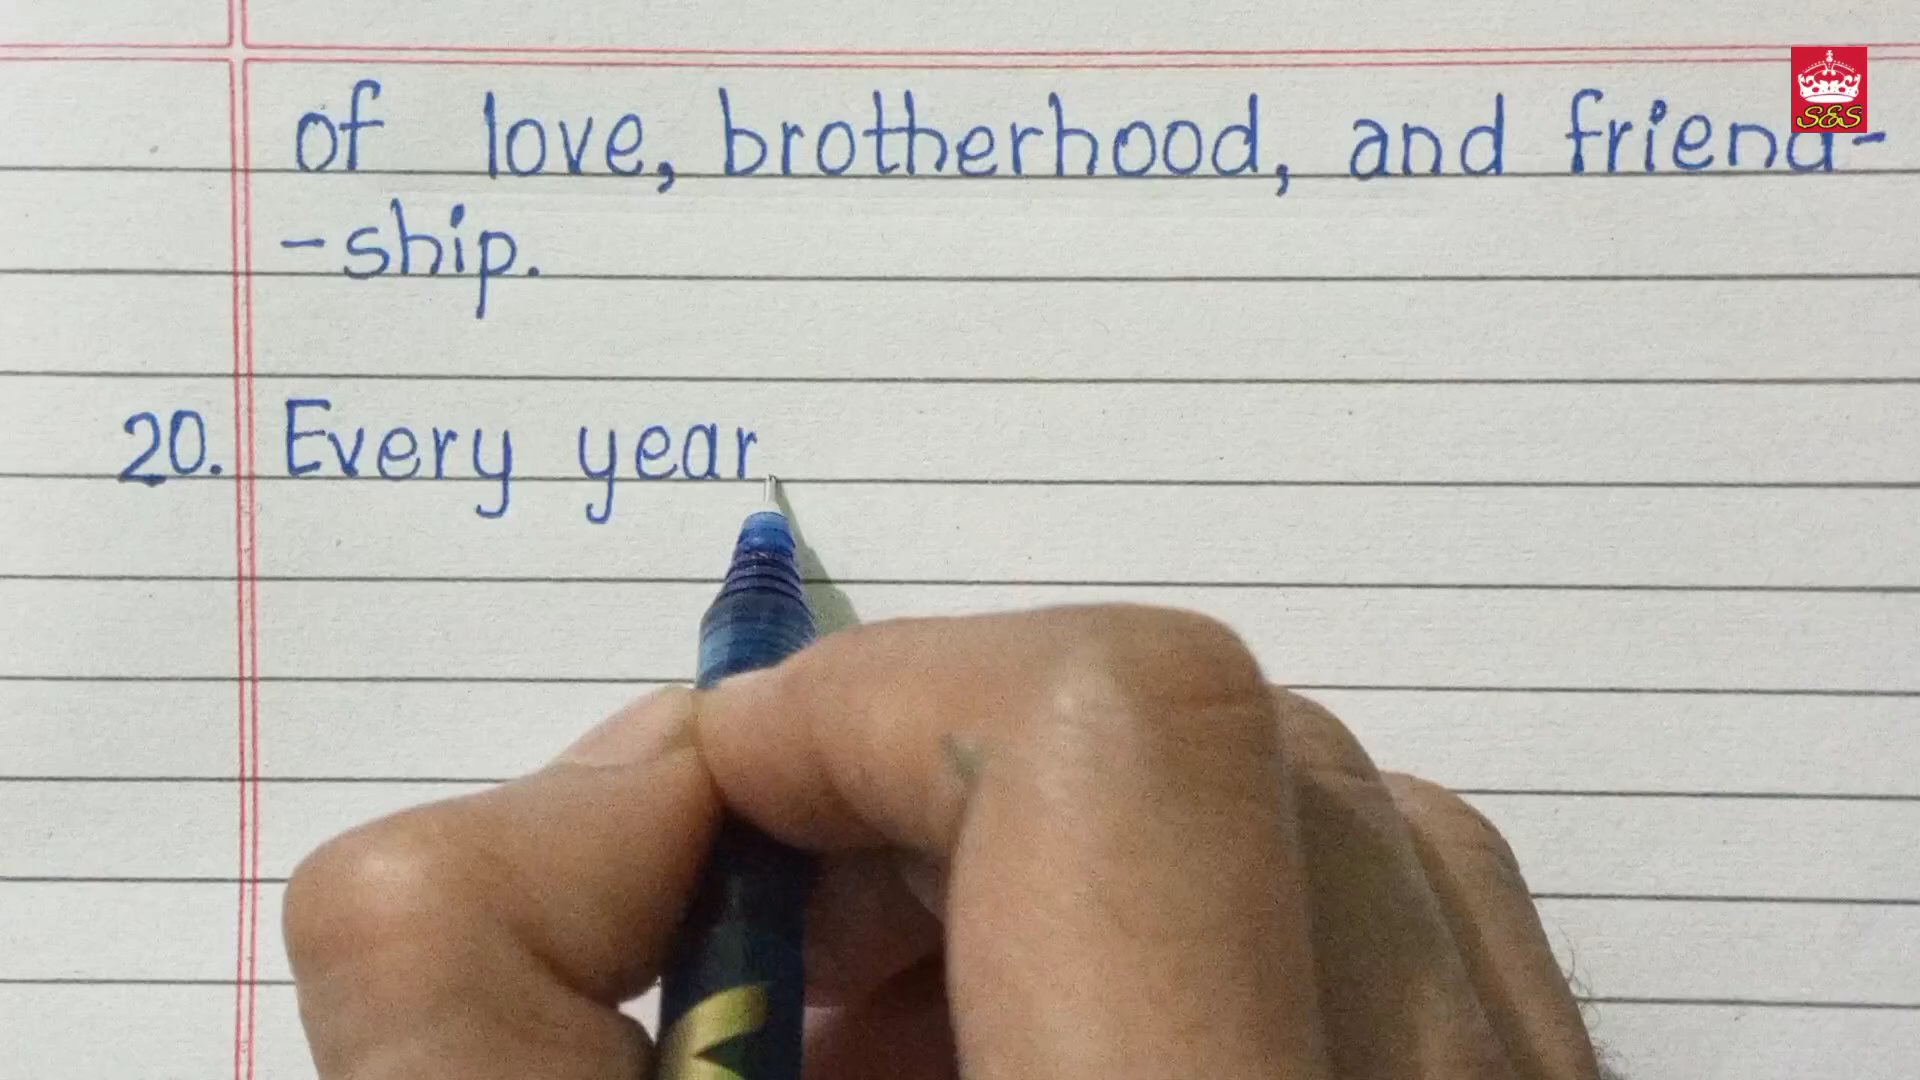 of love, brotherhood, and friend-
-ship.
20. Every year
S&S